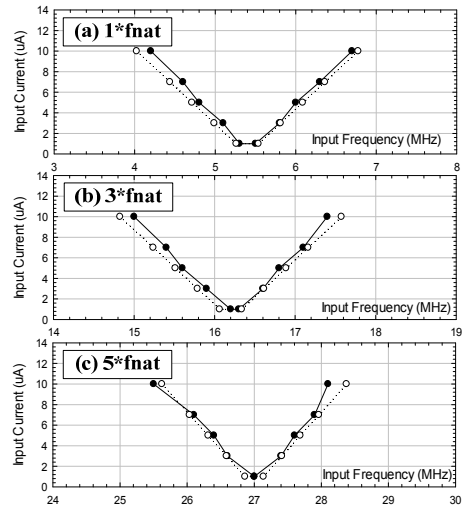 14
12
10
8
6
4
2
0
Input Current (uA)
(a) 1*fnat
Input Frequency (MHz)
3 4 5 6 7 8
14
12
10
8
6
4
2
0
Input Current (uA)
(b) 3*fnat
Input Frequency (MHz)
14 15 16 17 18 19
14
12
10
8
6
4
2
0
Input Current (uA)
(c) 5*fnat
Input Frequency (MHz)
24 25 26 27 28 29 30